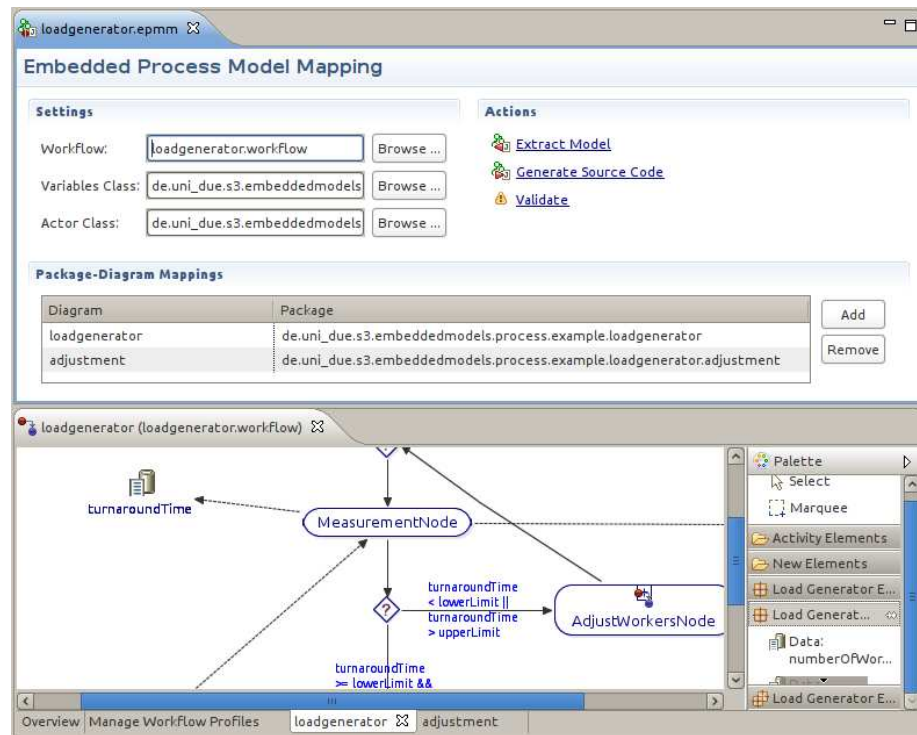 loadgenerator.epmm
Embedded Process Model Mapping
Settings
Workflow:
loadgenerator.workflow
Browse ...
Variables Class:
de.uni_due.s3.embeddedmodels
Browse ...
Actor Class:
de.uni_due.s3.embeddedmodels
Browse ...
Actions
Extract Model
Generate Source Code
Validate
Package-Diagram Mappings
Diagram Package
loadgenerator de.uni_due.s3.embeddedmodels.process.example.loadgenerator
adjustment de.uni_due.s3.embeddedmodels.process.example.loadgenerator.adjustment
Add
Remove
loadgenerator (loadgenerator.workflow)
turnaroundTime
MeasurementNode
?
turnaroundTime
< lowerLimit ||
turnaroundTime
> upperLimit
AdjustWorkersNode
turnaroundTime
>= lowerLimit &&
Palette
Select
Marquee
Activity Elements
New Elements
Load Generator E...
Load Generat...
Data:
numberOfWor...
Load Generator E...
Overview Manage Workflow Profiles loadgenerator adjustment